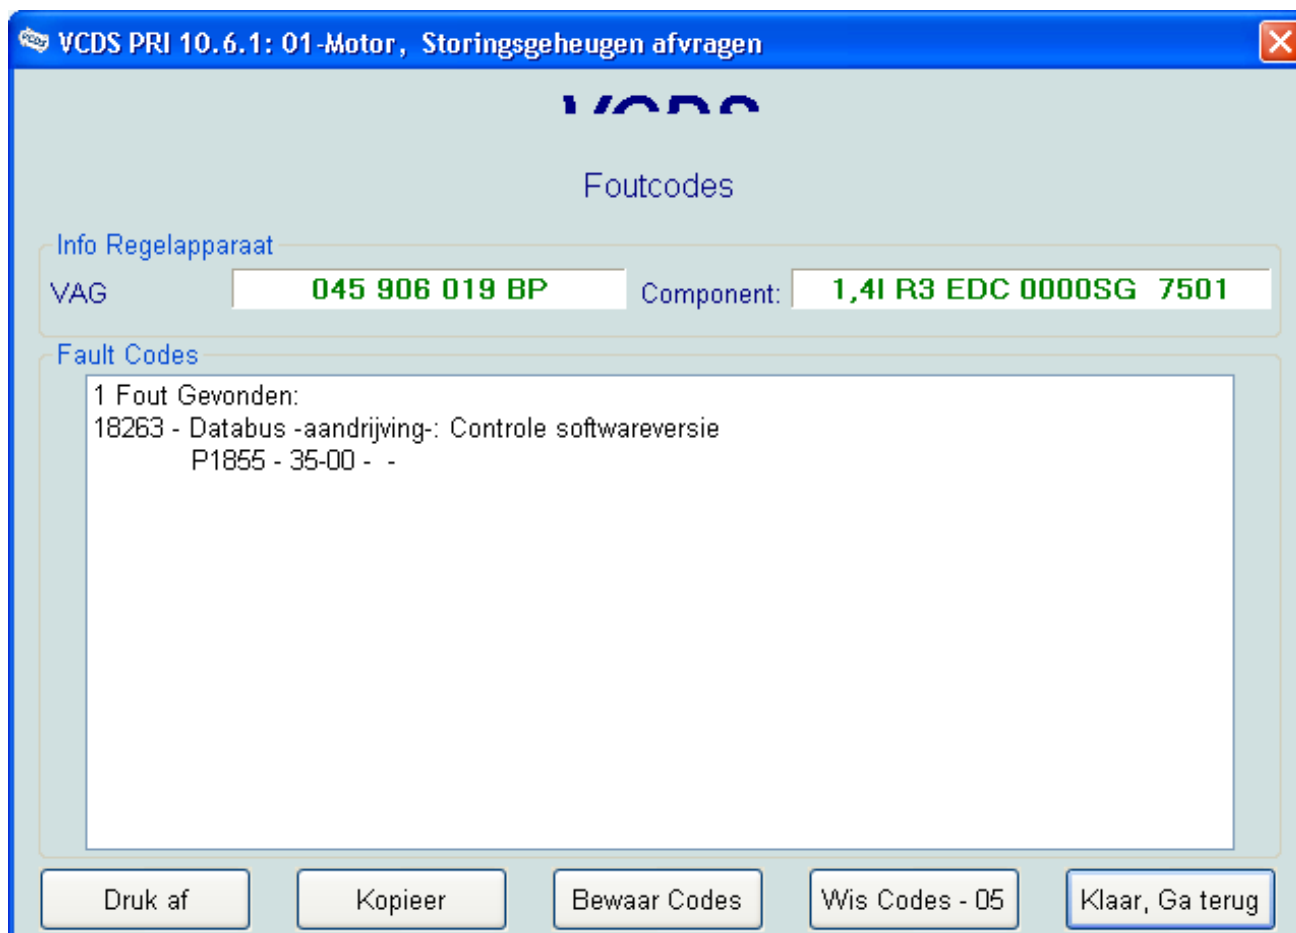 VCDS PRI 10.6.1: 01-Motor, Storingsgeheugen afvragen
VCDS
Foutcodes
Info Regelapparaat
VAG 045 906 019 BP Component: 1,4l R3 EDC 0000SG 7501
Fault Codes
1 Fout Gevonden:
18263 - Databus -aandrijving-: Controle softwareversie
P1855 - 35-00 - -
Druk af Kopieer Bewaar Codes Wis Codes - 05 Klaar, Ga terug